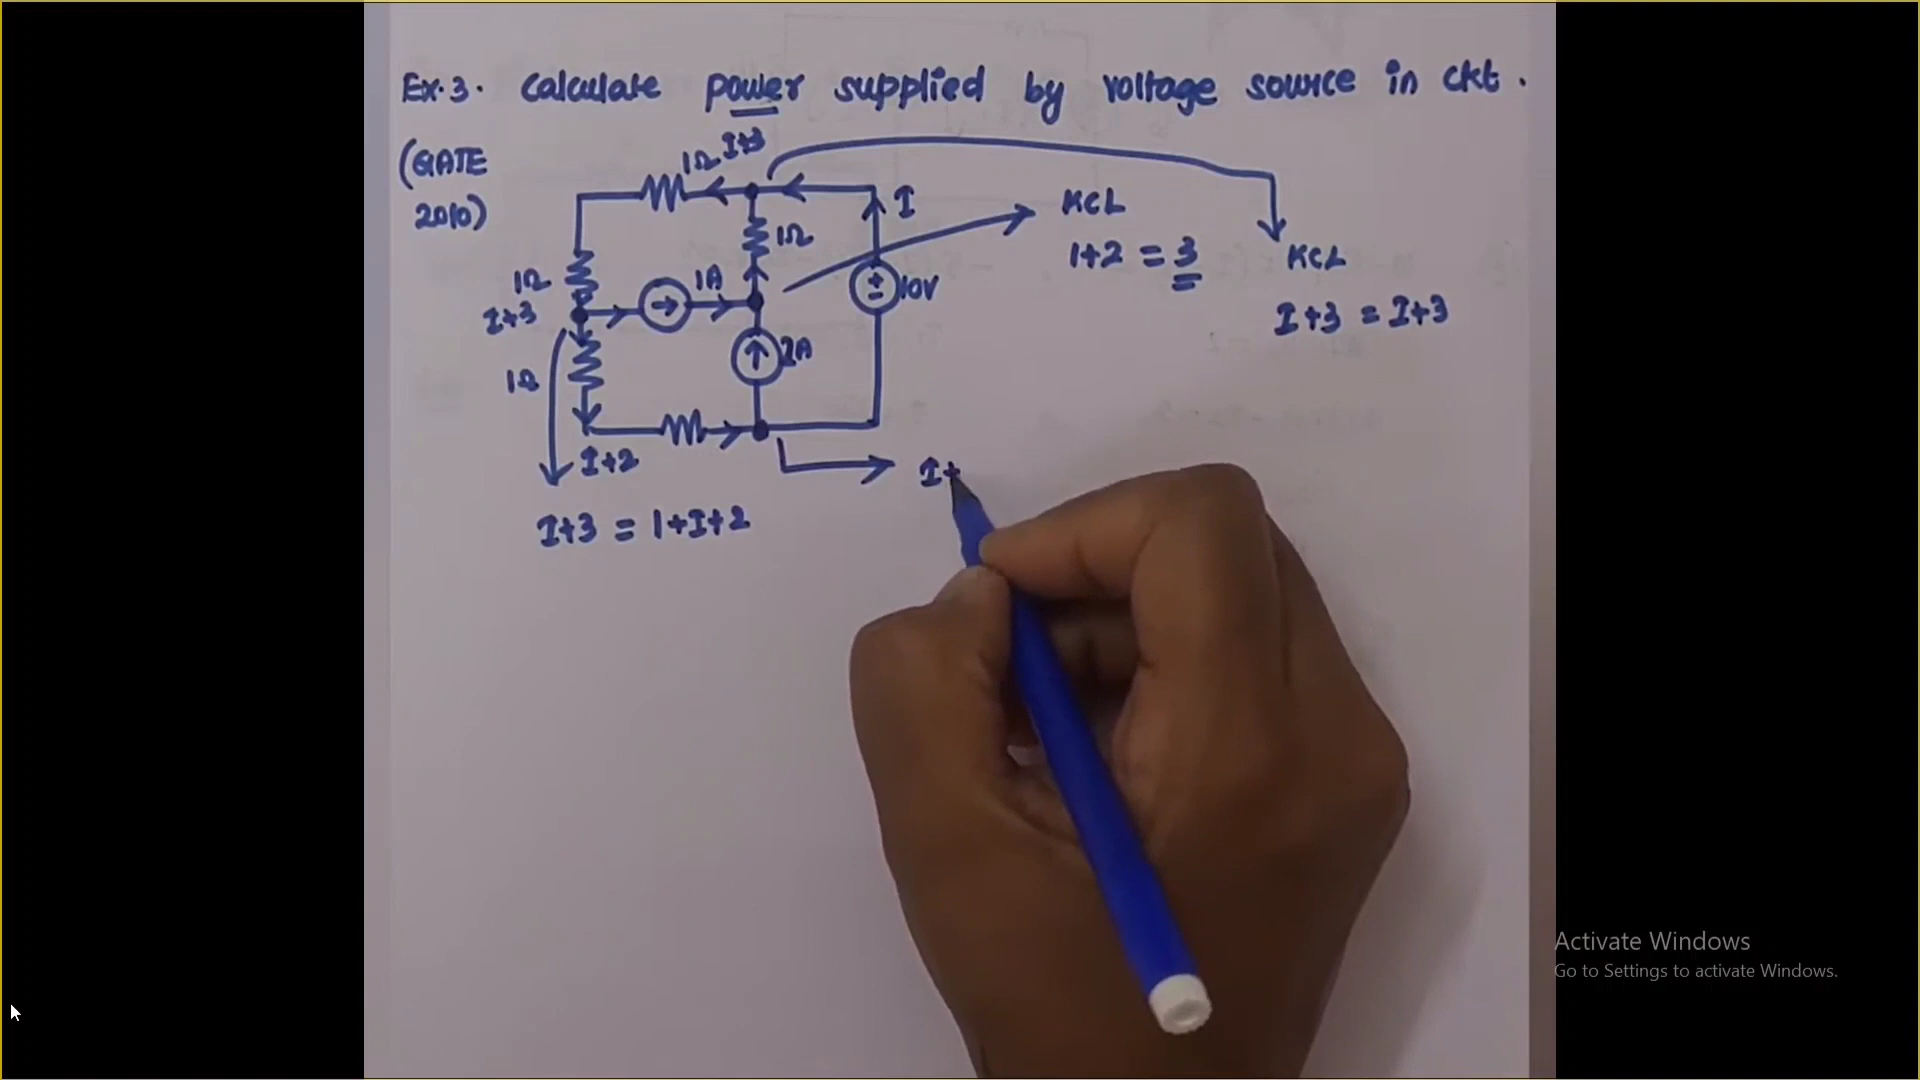 Ex.3. Calculate power supplied by voltage source in ckt.
(GATE
2010)
1Ω I+3
I
KCL
1+2 = 3
KCL
I+3 = I+3
1Ω
1Ω
1A
10V
I+3
1Ω
2A
I+2
I+
I+3 = 1+I+2
Activate Windows
Go to Settings to activate Windows.